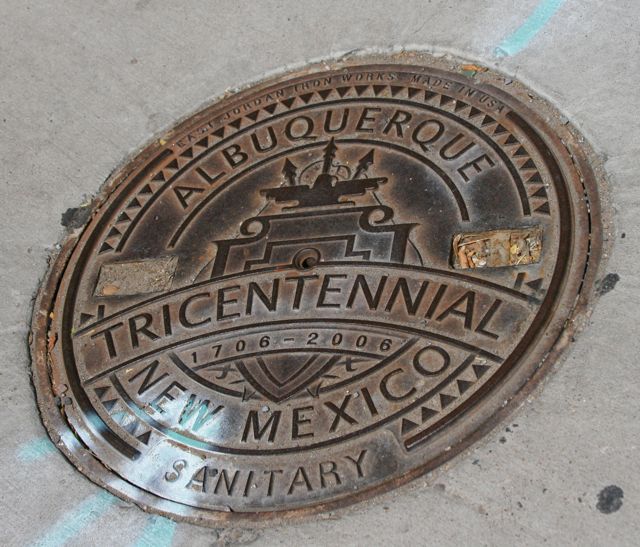 EAST JORDAN IRON WORKS MADE IN USA
ALBUQUERQUE
TRICENTENNIAL
1706-2006
NEW MEXICO
SANITARY